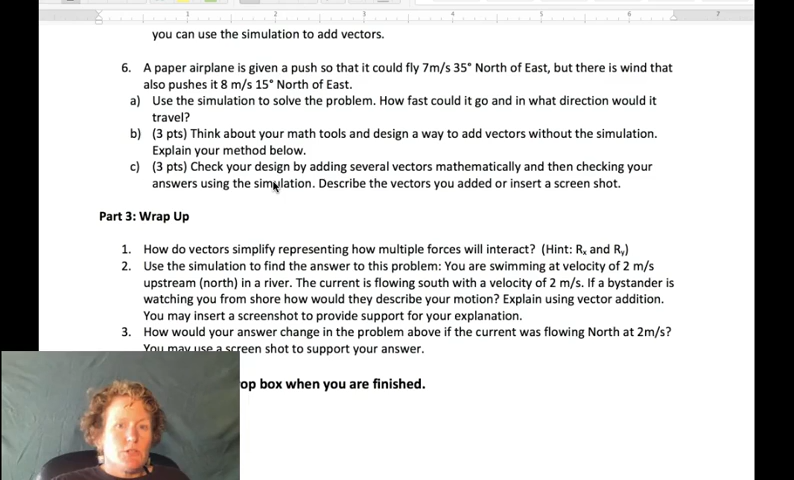 1 2 3 4 5 6 7
you can use the simulation to add vectors.
6. A paper airplane is given a push so that it could fly 7m/s 35° North of East, but there is wind that
also pushes it 8 m/s 15° North of East.
a) Use the simulation to solve the problem. How fast could it go and in what direction would it
travel?
b) (3 pts) Think about your math tools and design a way to add vectors without the simulation.
Explain your method below.
c) (3 pts) Check your design by adding several vectors mathematically and then checking your
answers using the simulation. Describe the vectors you added or insert a screen shot.
Part 3: Wrap Up
1. How do vectors simplify representing how multiple forces will interact? (Hint: Rx and Ry)
2. Use the simulation to find the answer to this problem: You are swimming at velocity of 2 m/s
upstream (north) in a river. The current is flowing south with a velocity of 2 m/s. If a bystander is
watching you from shore how would they describe your motion? Explain using vector addition.
You may insert a screenshot to provide support for your explanation.
3. How would your answer change in the problem above if the current was flowing North at 2m/s?
You may use a screen shot to support your answer.
op box when you are finished.